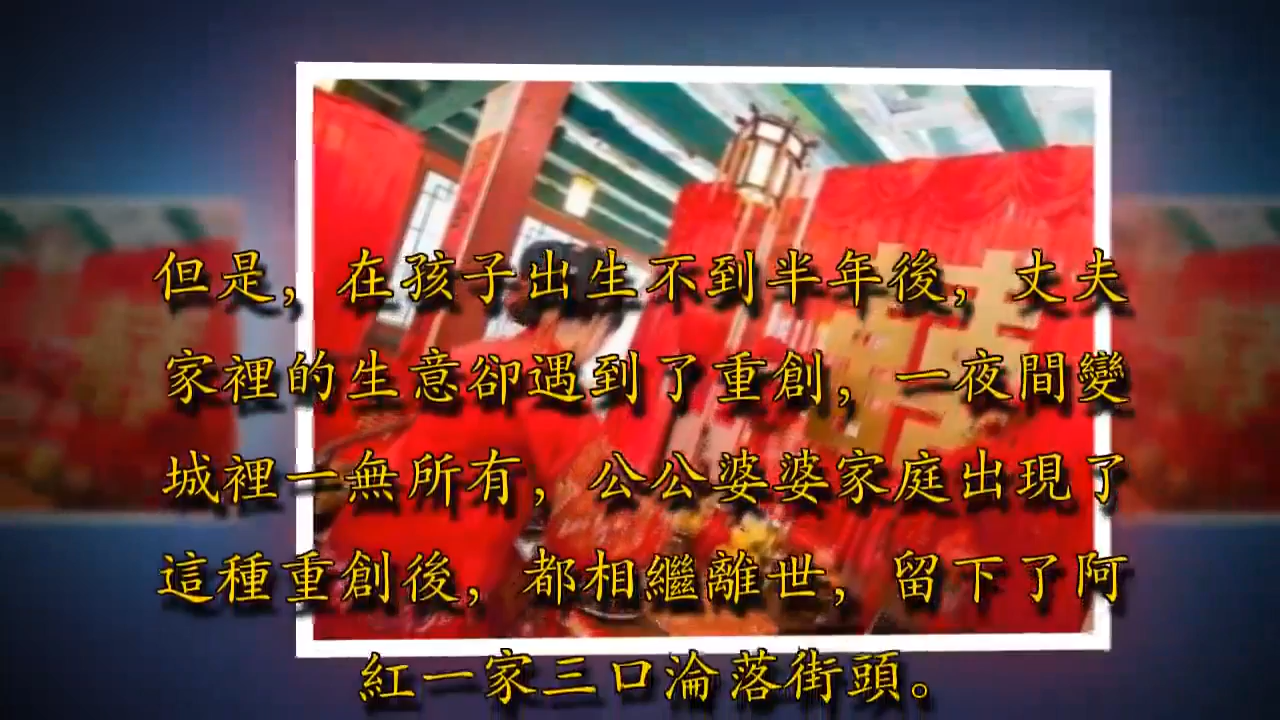 但是，在孩子出生不到半年後，丈夫
家裡的生意卻遇到了重創，一夜間變
城裡一無所有，公公婆婆家庭出現了
這種重創後，都相繼離世，留下了阿
紅一家三口淪落街頭。